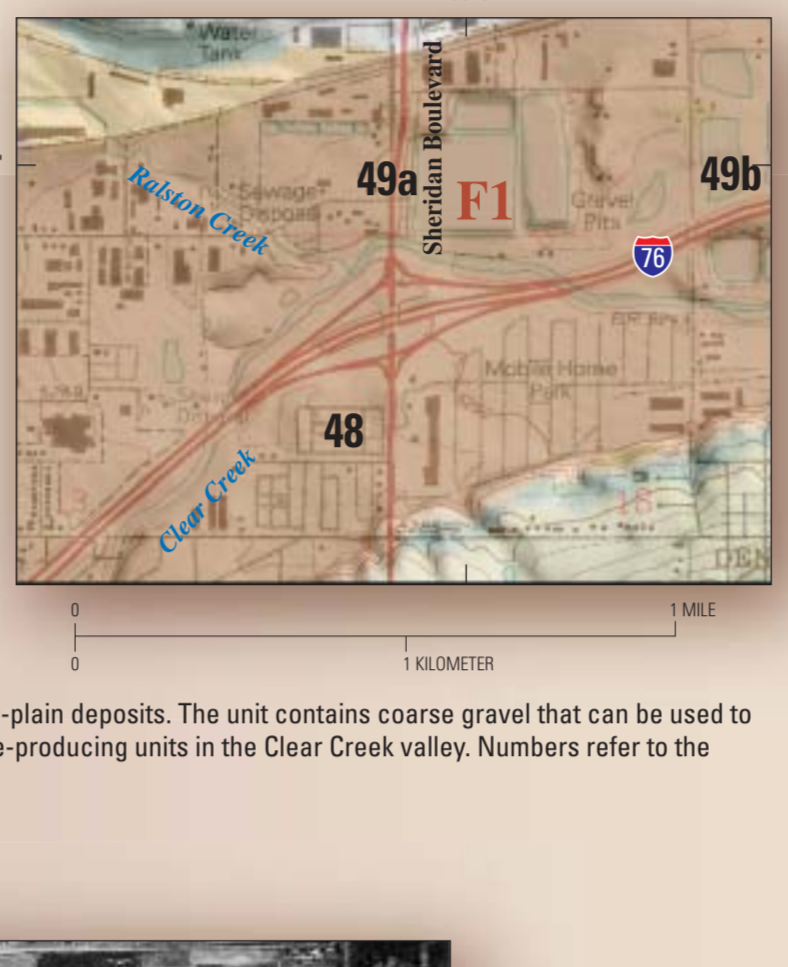 Water
Tank
Sheridan Boulevard
Ralston Creek
49a
49b
Sewage
Disposal
F1
Gravel
Pits
76
Mobile Home
Park
48
Clear Creek
18
DEN
0
1 MILE
0
1 KILOMETER
-plain deposits. The unit contains coarse gravel that can be used to
e-producing units in the Clear Creek valley. Numbers refer to the